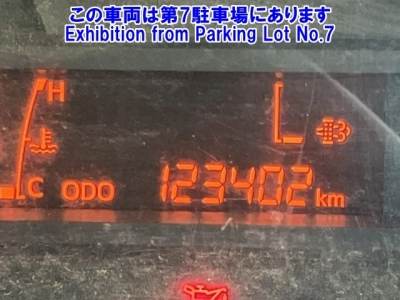 この車両は第7駐車場にあります
Exhibition from Parking Lot No.7
H
L
C ODO 123402 km